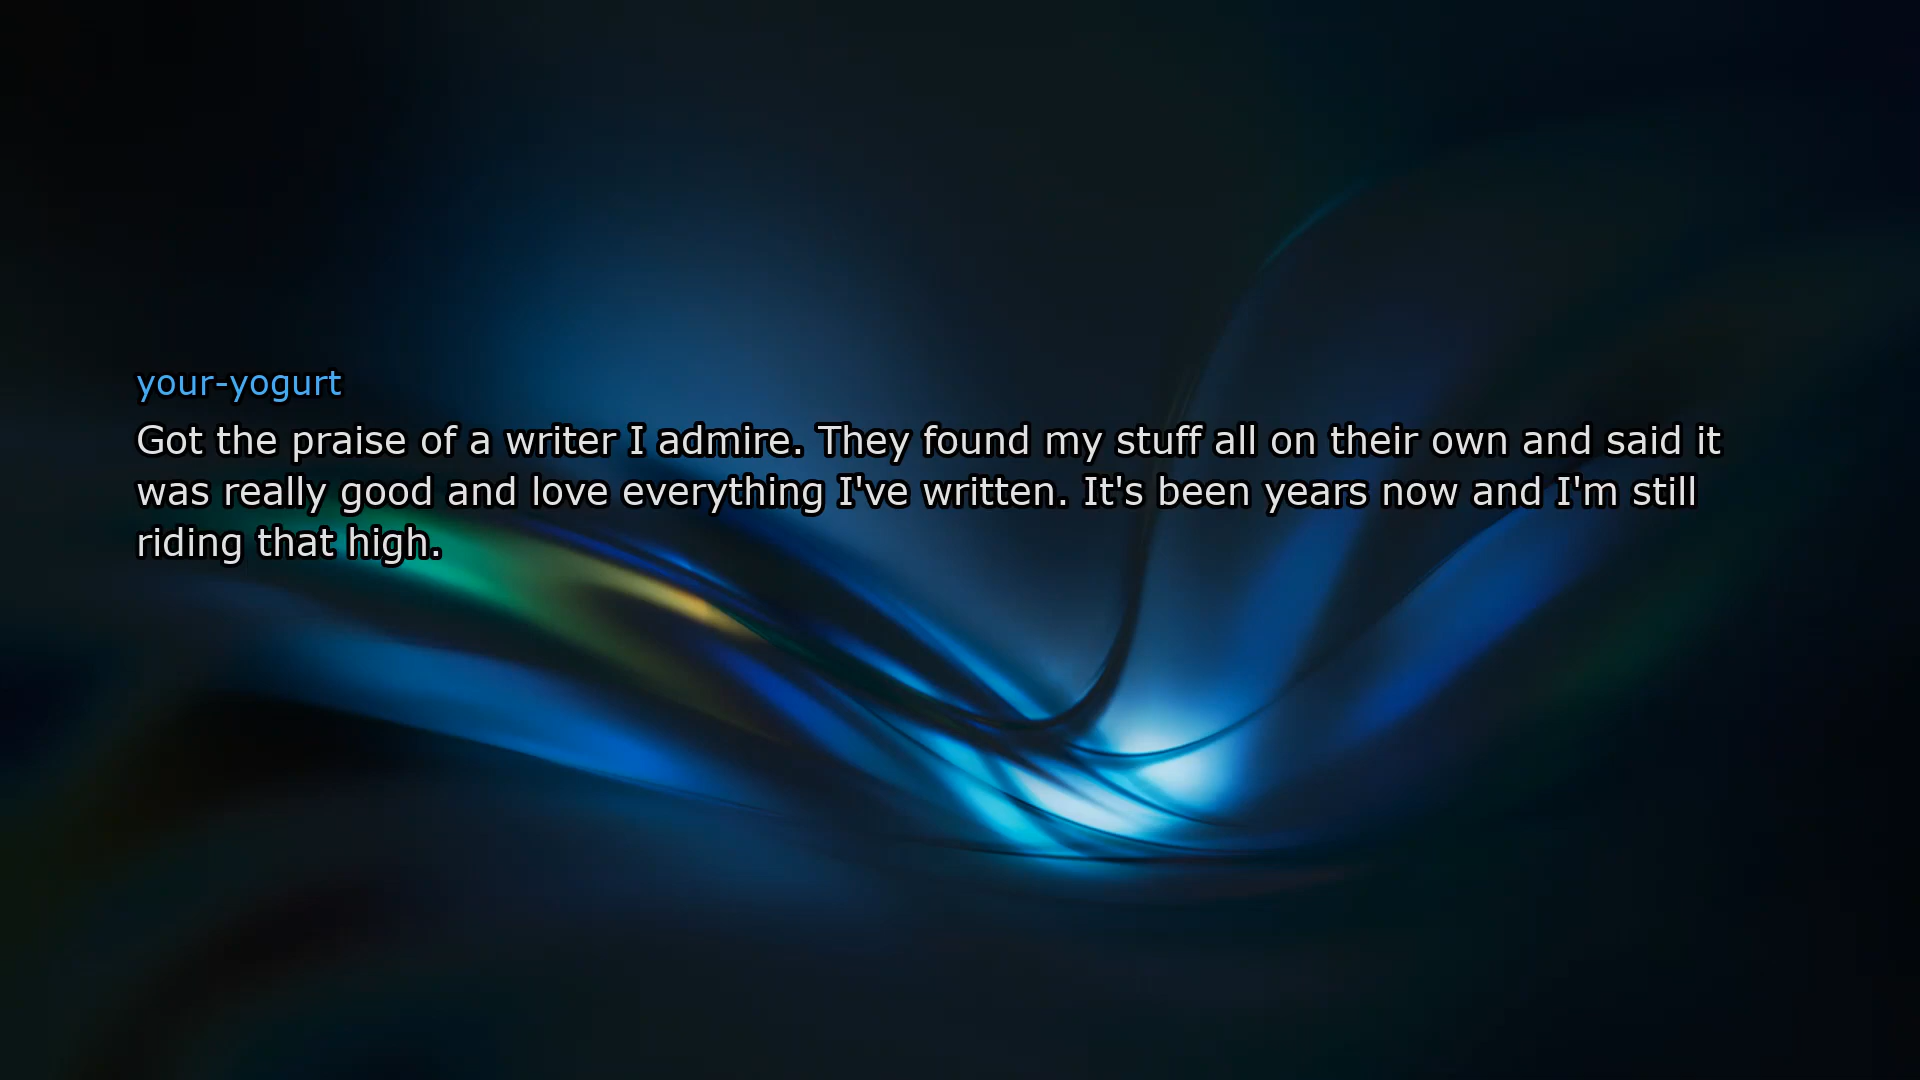 your-yogurt
Got the praise of a writer I admire. They found my stuff all on their own and said it
was really good and love everything I've written. It's been years now and I'm still
riding that high.